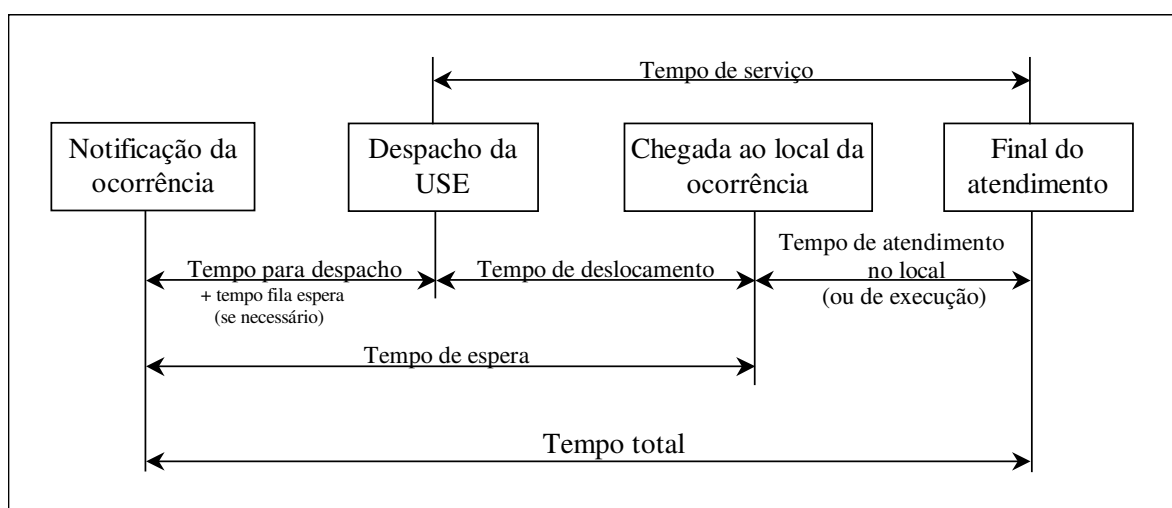 Tempo de serviço
Notificação da
ocorrência
Despacho da
USE
Chegada ao local da
ocorrência
Final do
atendimento
Tempo para despacho
+ tempo fila espera
(se necessário)
Tempo de deslocamento
Tempo de atendimento
no local
(ou de execução)
Tempo de espera
Tempo total